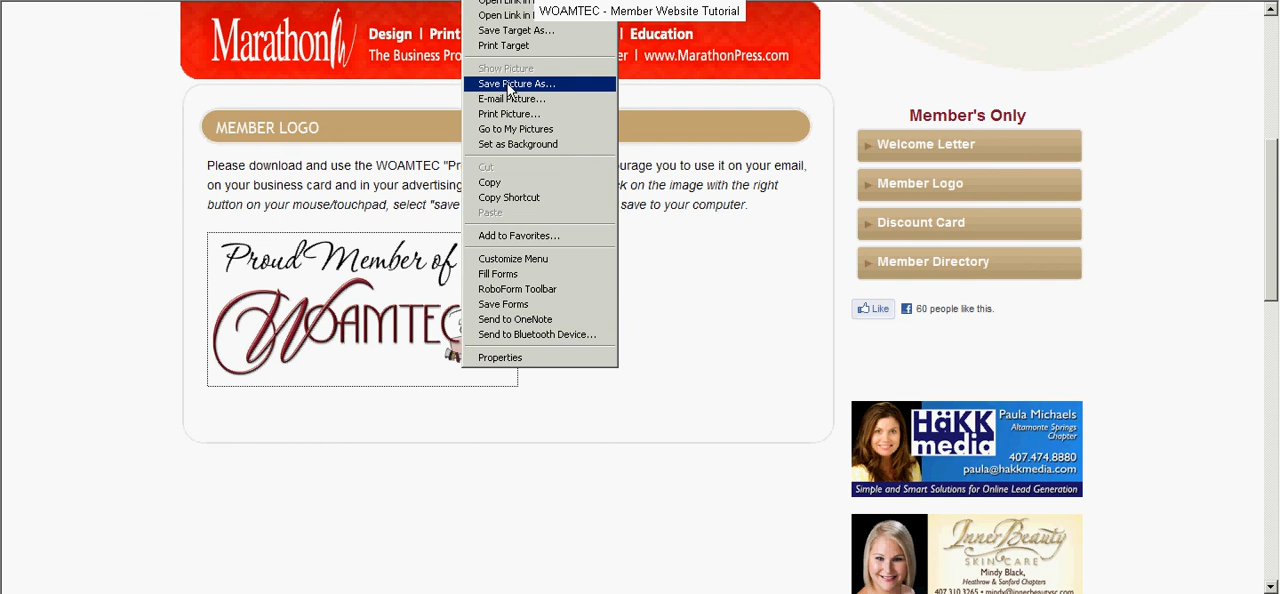 WOAMTEC - Member Website Tutorial
Marathon
Design | Print
| Education
The Business Pro
er | www.MarathonPress.com
Open Link in
Open Link in
Save Target As...
Print Target
Show Picture
Save Picture As...
E-mail Picture...
Print Picture...
Go to My Pictures
Set as Background
Cut
Copy
Copy Shortcut
Paste
Add to Favorites...
Customize Menu
Fill Forms
RoboForm Toolbar
Save Forms
Send to OneNote
Send to Bluetooth Device...
Properties
MEMBER LOGO
Please download and use the WOAMTEC "Pr
ourage you to use it on your email,
on your business card and in your advertising
k on the image with the right
button on your mouse/touchpad, select "save
save to your computer.
Proud Member of
WOAMTEC
Member's Only
Welcome Letter
Member Logo
Discount Card
Member Directory
Like
60 people like this.
HäKK
media
Paula Michaels
Altamonte Springs
Chapter
407.474.8880
paula@hakkmedia.com
Simple and Smart Solutions for Online Lead Generation
Inner Beauty
SKIN CARE
Mindy Black,
Heathrow & Sanford Chapters
407.310.3265 • mindy@innerbeautysc.com